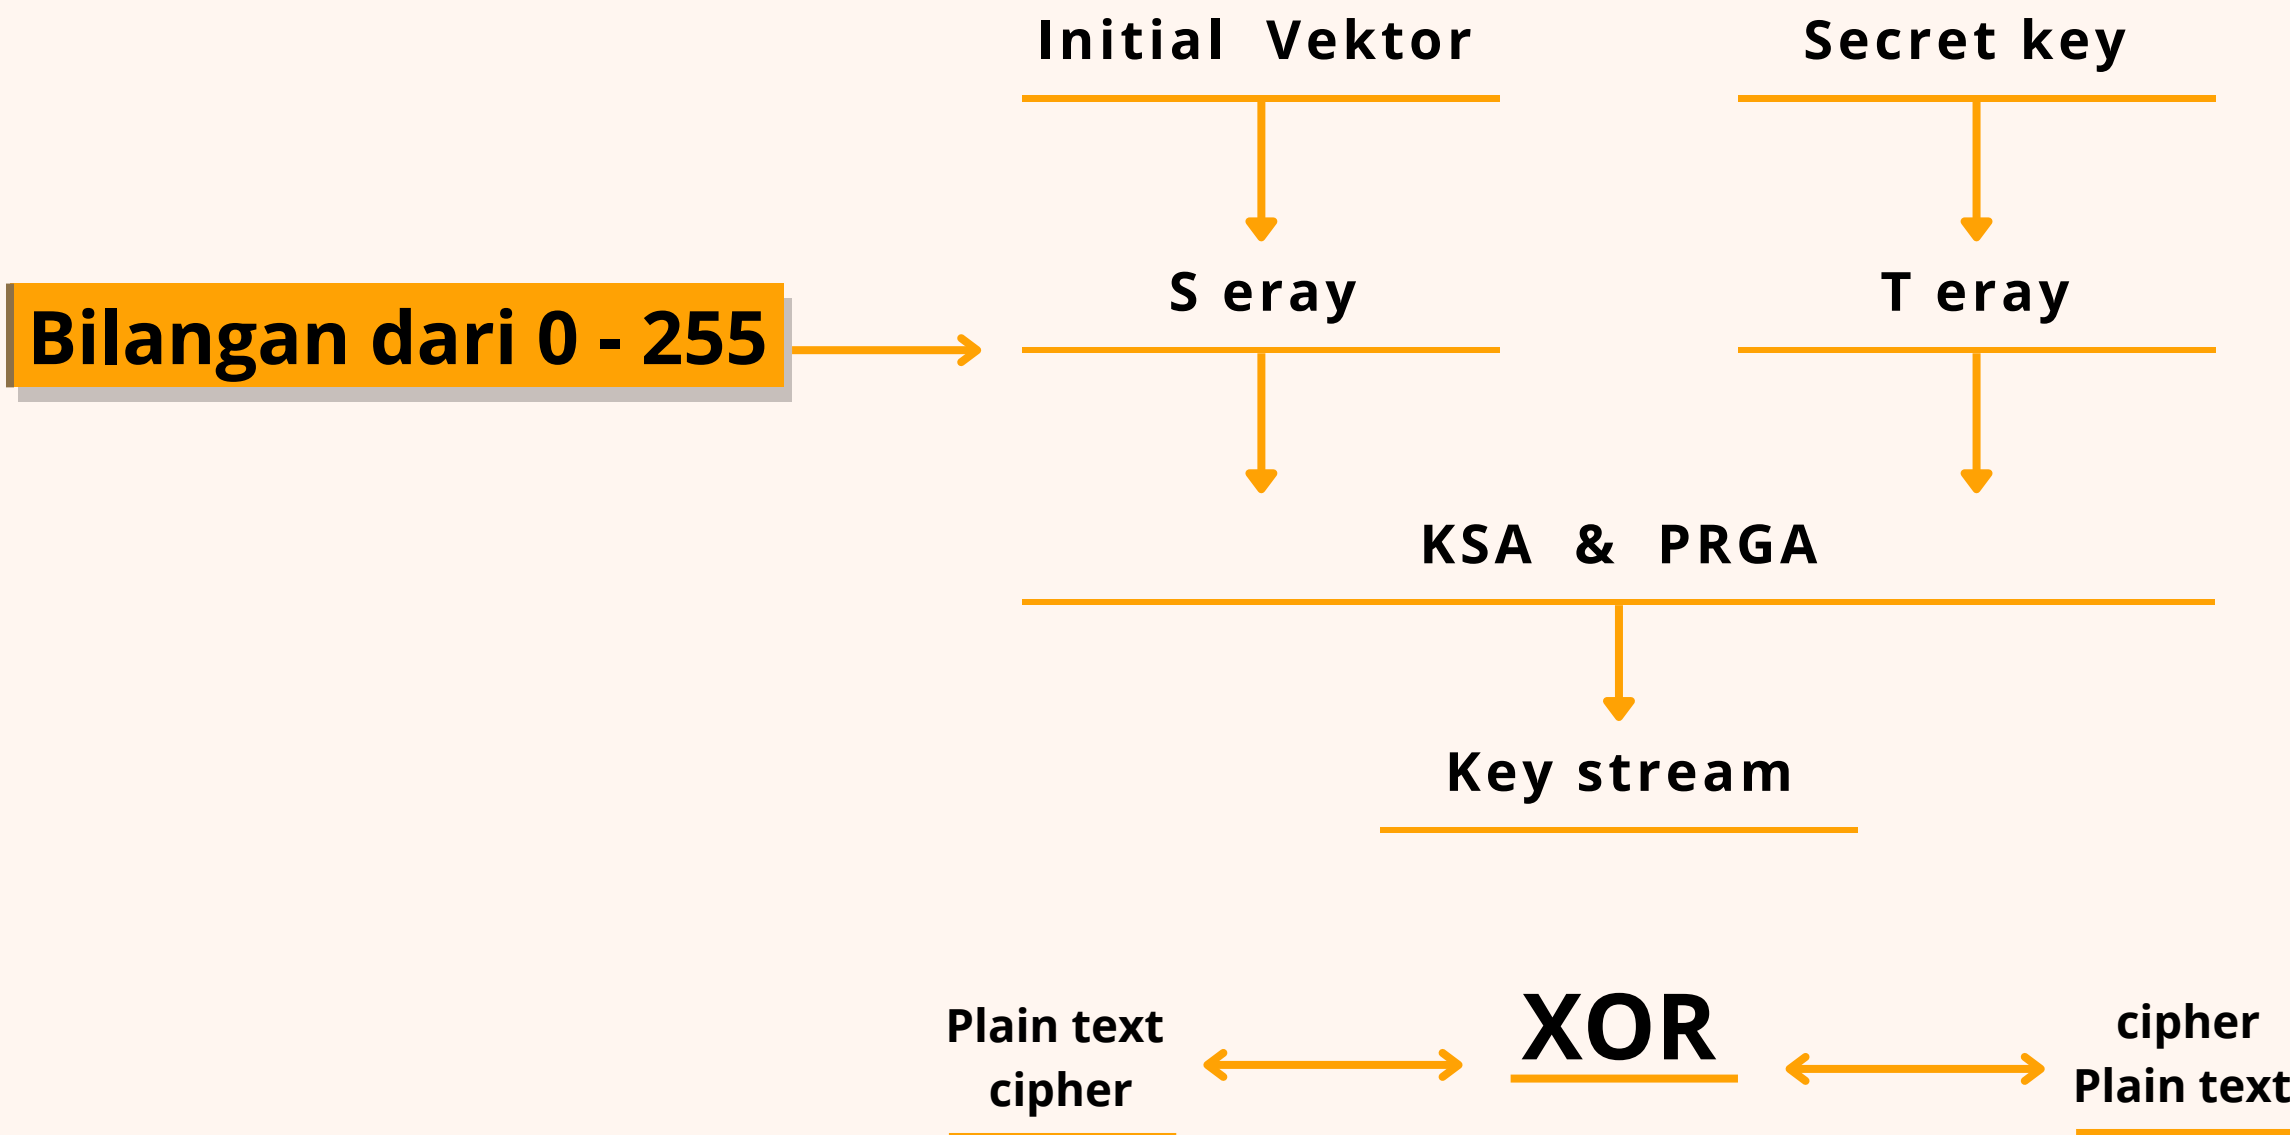 Initial Vektor
Secret key
S eray
T eray
Bilangan dari 0 - 255
KSA & PRGA
Key stream
Plain text
cipher
XOR
cipher
Plain text